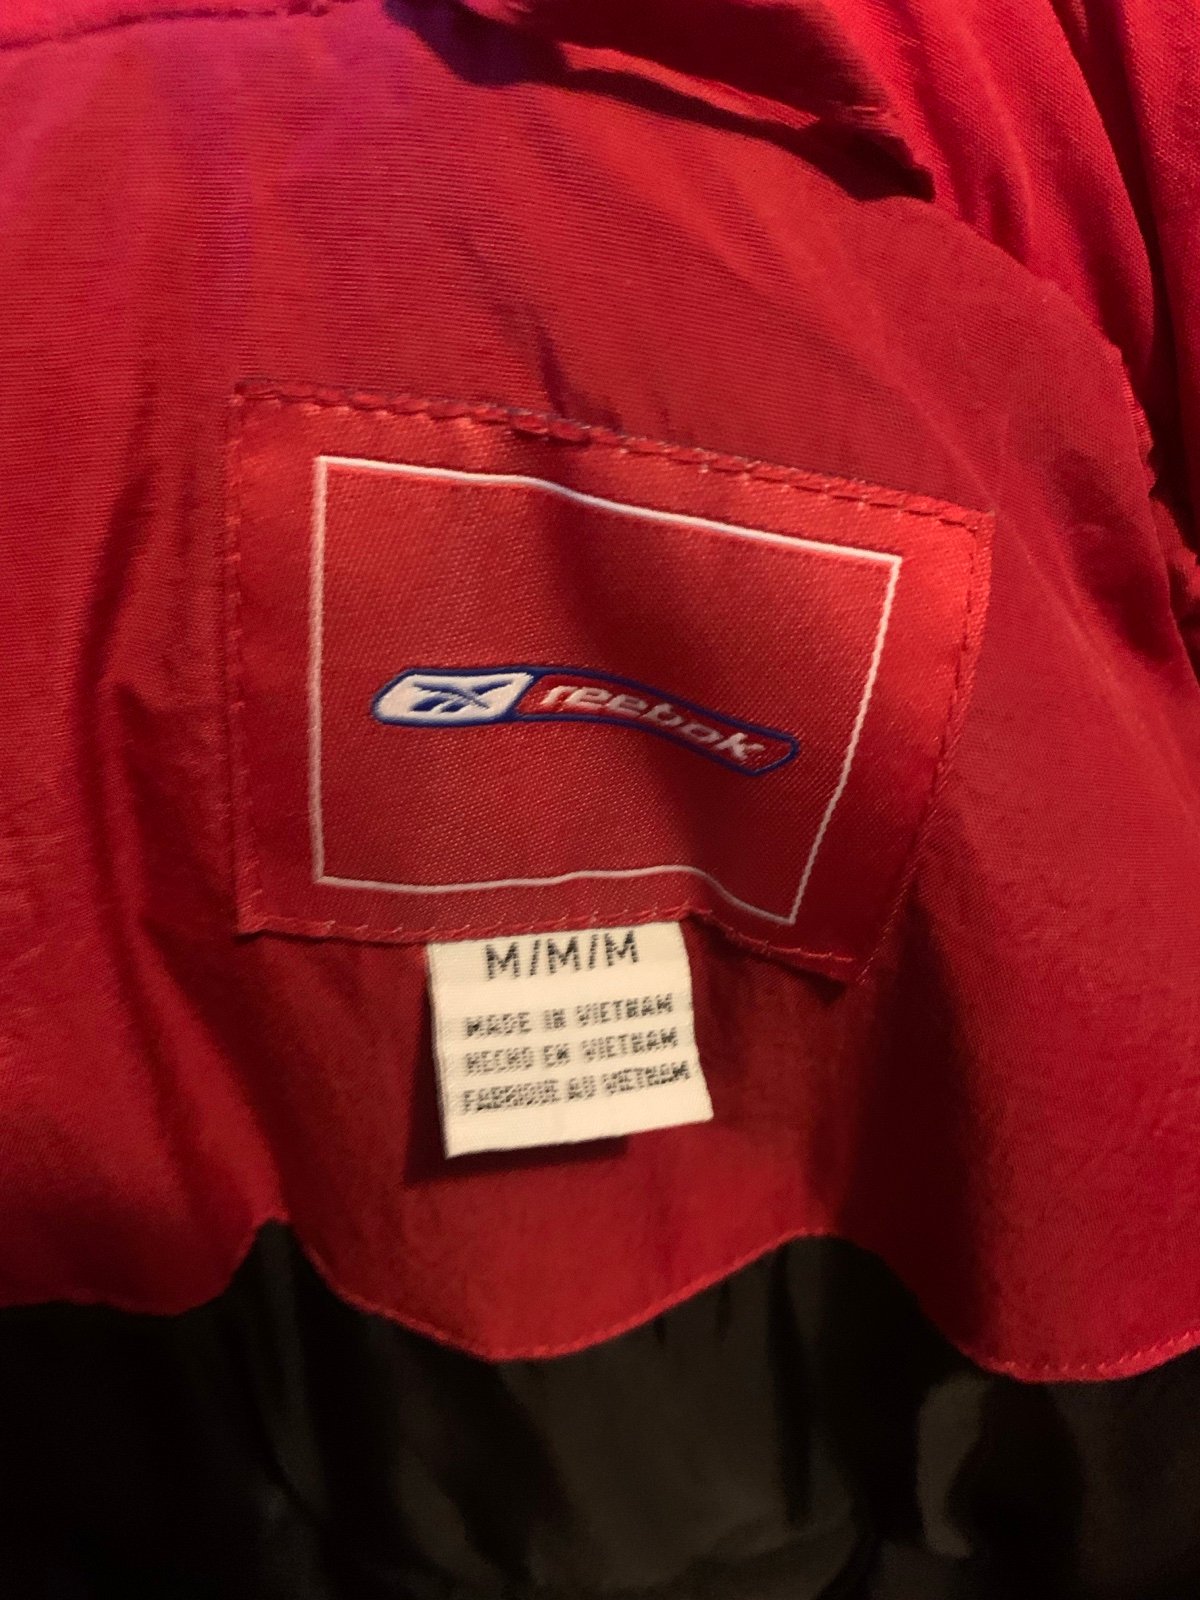 reebok
M/M/M
MADE IN VIETNAM
HECHO EN VIETNAM
FABRIQUE AU VIETNAM